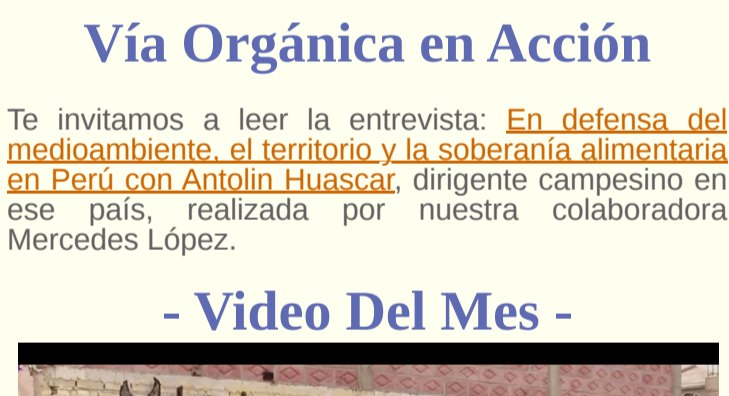 Vía Orgánica en Acción
Te invitamos a leer la entrevista: En defensa del
medioambiente, el territorio y la soberanía alimentaria
en Perú con Antolin Huascar, dirigente campesino en
ese país, realizada por nuestra colaboradora
Mercedes López.
- Video Del Mes -